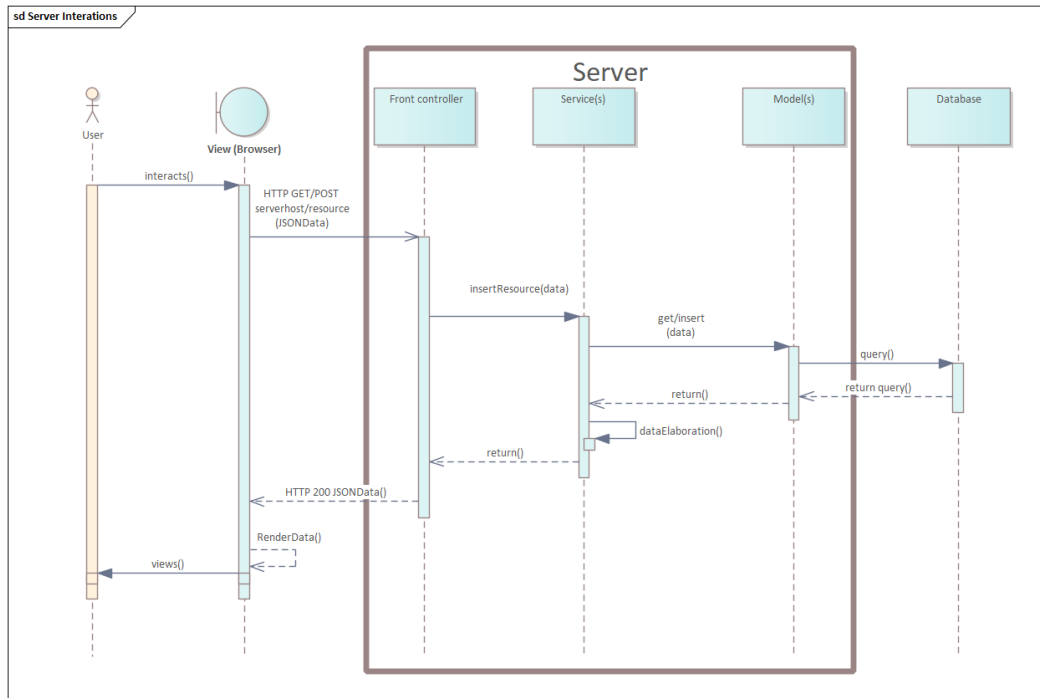 sd Server Interations
Server
Front controller
Service(s)
Model(s)
Database
User
View (Browser)
interacts()
HTTP GET/POST
serverhost/resource
(JSONData)
insertResource(data)
get/insert
(data)
query()
return query()
return()
dataElaboration()
return()
HTTP 200 JSONData()
RenderData()
views()